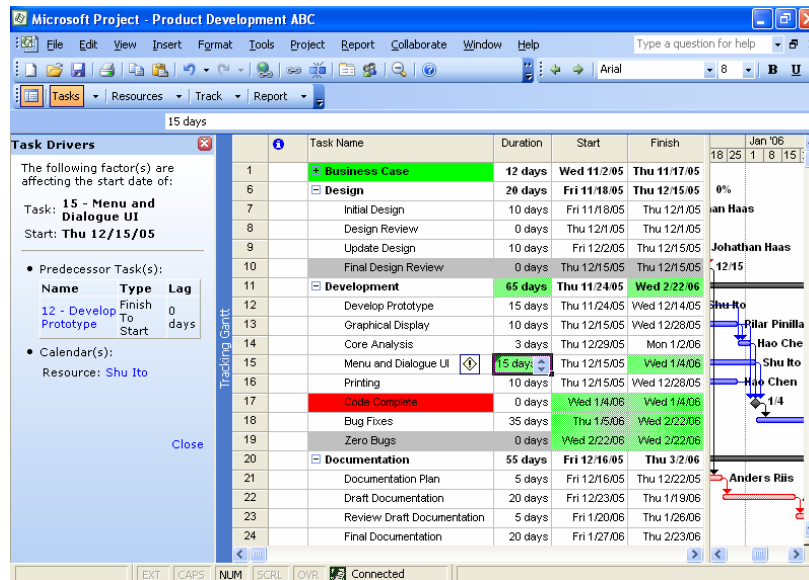 Microsoft Project - Product Development ABC
File Edit View Insert Format Tools Project Report Collaborate Window Help Type a question for help
Arial 8 B U
Tasks Resources Track Report
15 days
Task Drivers
The following factor(s) are
affecting the start date of:
Task: 15 - Menu and
Dialogue UI
Start: Thu 12/15/05
Predecessor Task(s):
Name Type Lag
12 - Develop Prototype Finish To Start 0 days
Calendar(s):
Resource: Shu Ito
Close
Tracking Gantt
Task Name Duration Start Finish
Jan '06
18 25 1 8 15
1 Business Case 12 days Wed 11/2/05 Thu 11/17/05
6 Design 20 days Fri 11/18/05 Thu 12/15/05 0%
7 Initial Design 10 days Fri 11/18/05 Thu 12/1/05 an Haas
8 Design Review 0 days Thu 12/1/05 Thu 12/1/05
9 Update Design 10 days Fri 12/2/05 Thu 12/15/05 Johathan Haas
10 Final Design Review 0 days Thu 12/15/05 Thu 12/15/05 12/15
11 Development 65 days Thu 11/24/05 Wed 2/22/06
12 Develop Prototype 15 days Thu 11/24/05 Wed 12/14/05 Shu Ito
13 Graphical Display 10 days Thu 12/15/05 Wed 12/28/05 Pilar Pinilla
14 Core Analysis 3 days Thu 12/29/05 Mon 1/2/06 Hao Che
15 Menu and Dialogue UI 15 day Thu 12/15/05 Wed 1/4/06 Shu Ito
16 Printing 10 days Thu 12/15/05 Wed 12/28/05 Hao Chen
17 Code Complete 0 days Wed 1/4/06 Wed 1/4/06 1/4
18 Bug Fixes 35 days Thu 1/5/06 Wed 2/22/06
19 Zero Bugs 0 days Wed 2/22/06 Wed 2/22/06
20 Documentation 55 days Fri 12/16/05 Thu 3/2/06
21 Documentation Plan 5 days Fri 12/16/05 Thu 12/22/05 Anders Riis
22 Draft Documentation 20 days Fri 12/23/05 Thu 1/19/06
23 Review Draft Documentation 5 days Fri 1/20/06 Thu 1/26/06
24 Final Documentation 20 days Fri 1/27/06 Thu 2/23/06
EXT CAPS NUM SCRL OVR Connected